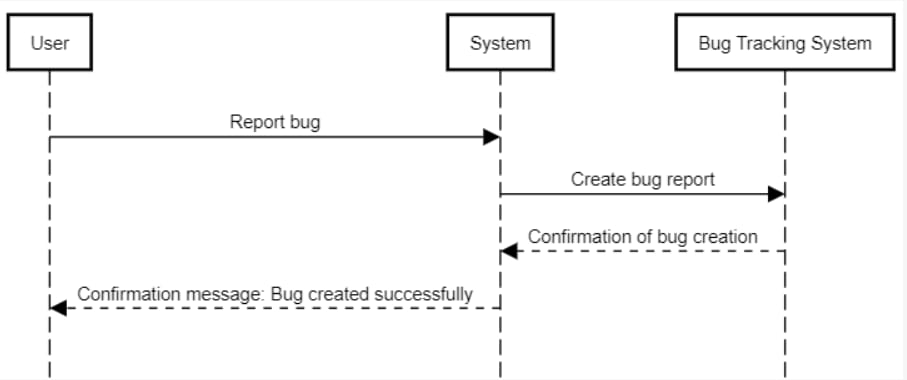 User
System
Bug Tracking System
Report bug
Create bug report
Confirmation of bug creation
Confirmation message: Bug created successfully